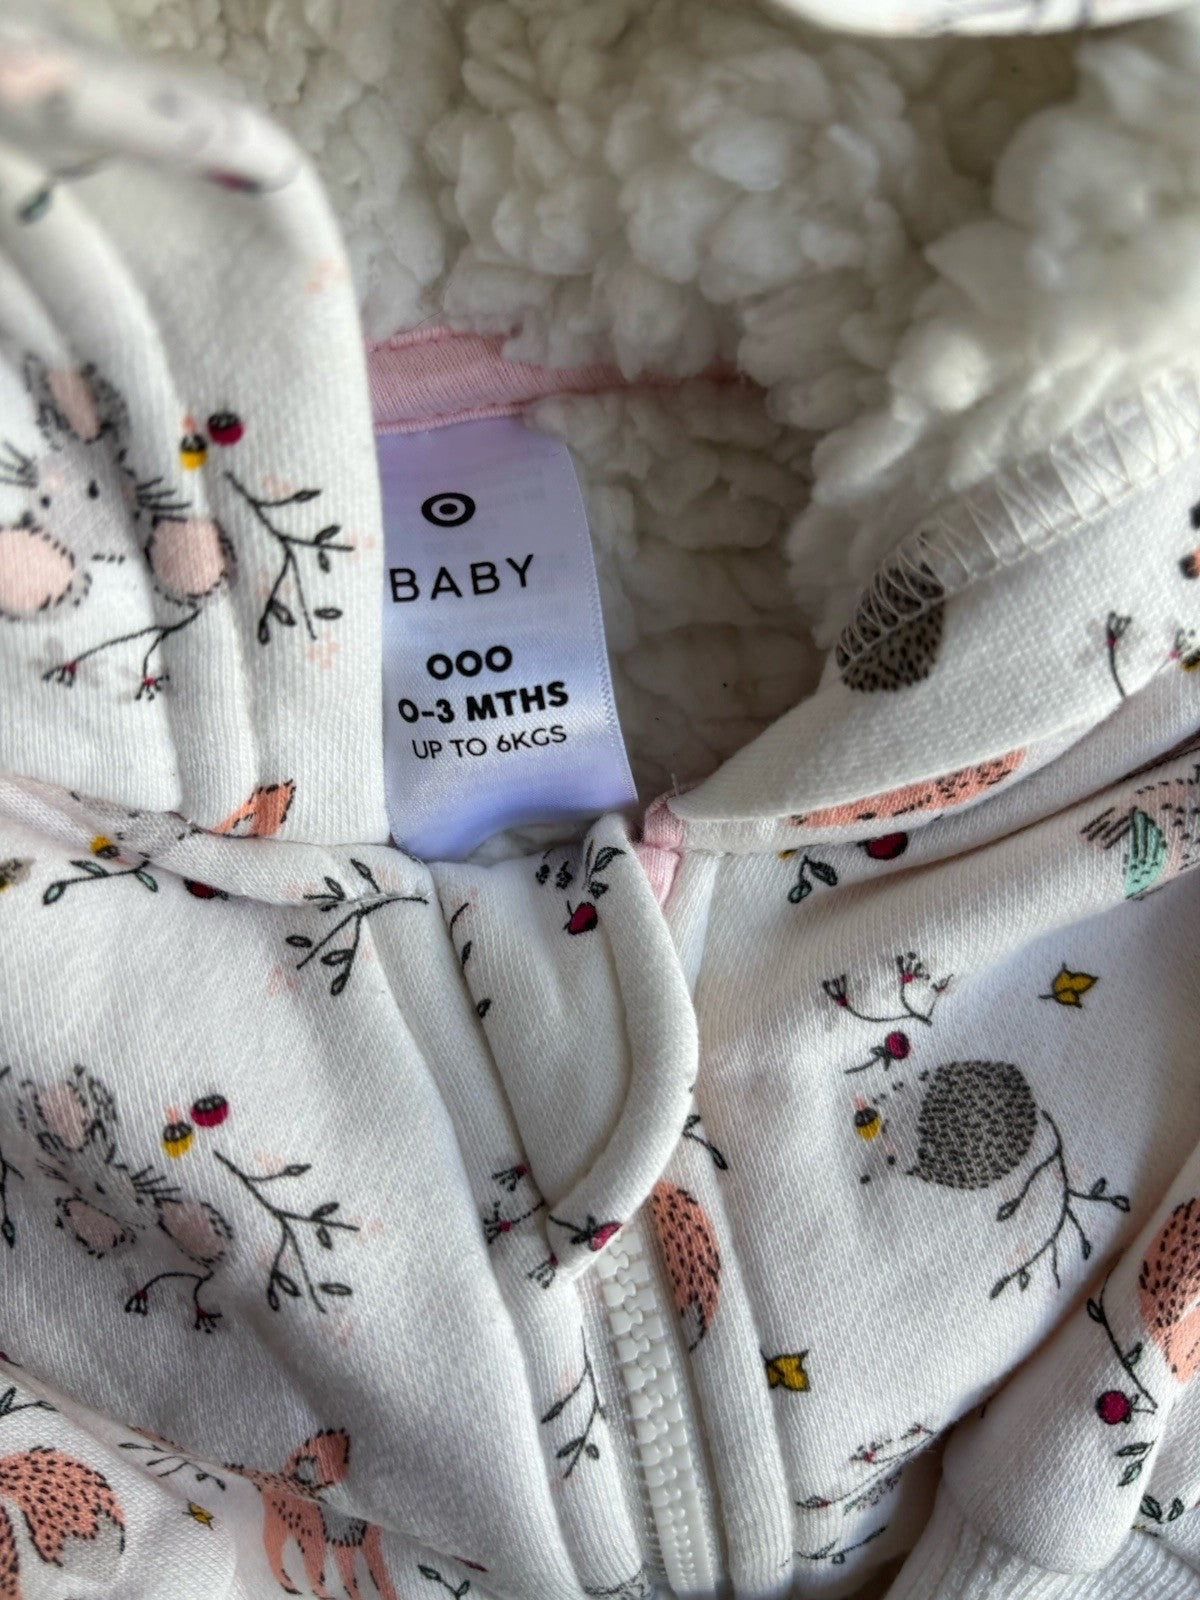 BABY
000
0-3 MTHS
UP TO 6KGS